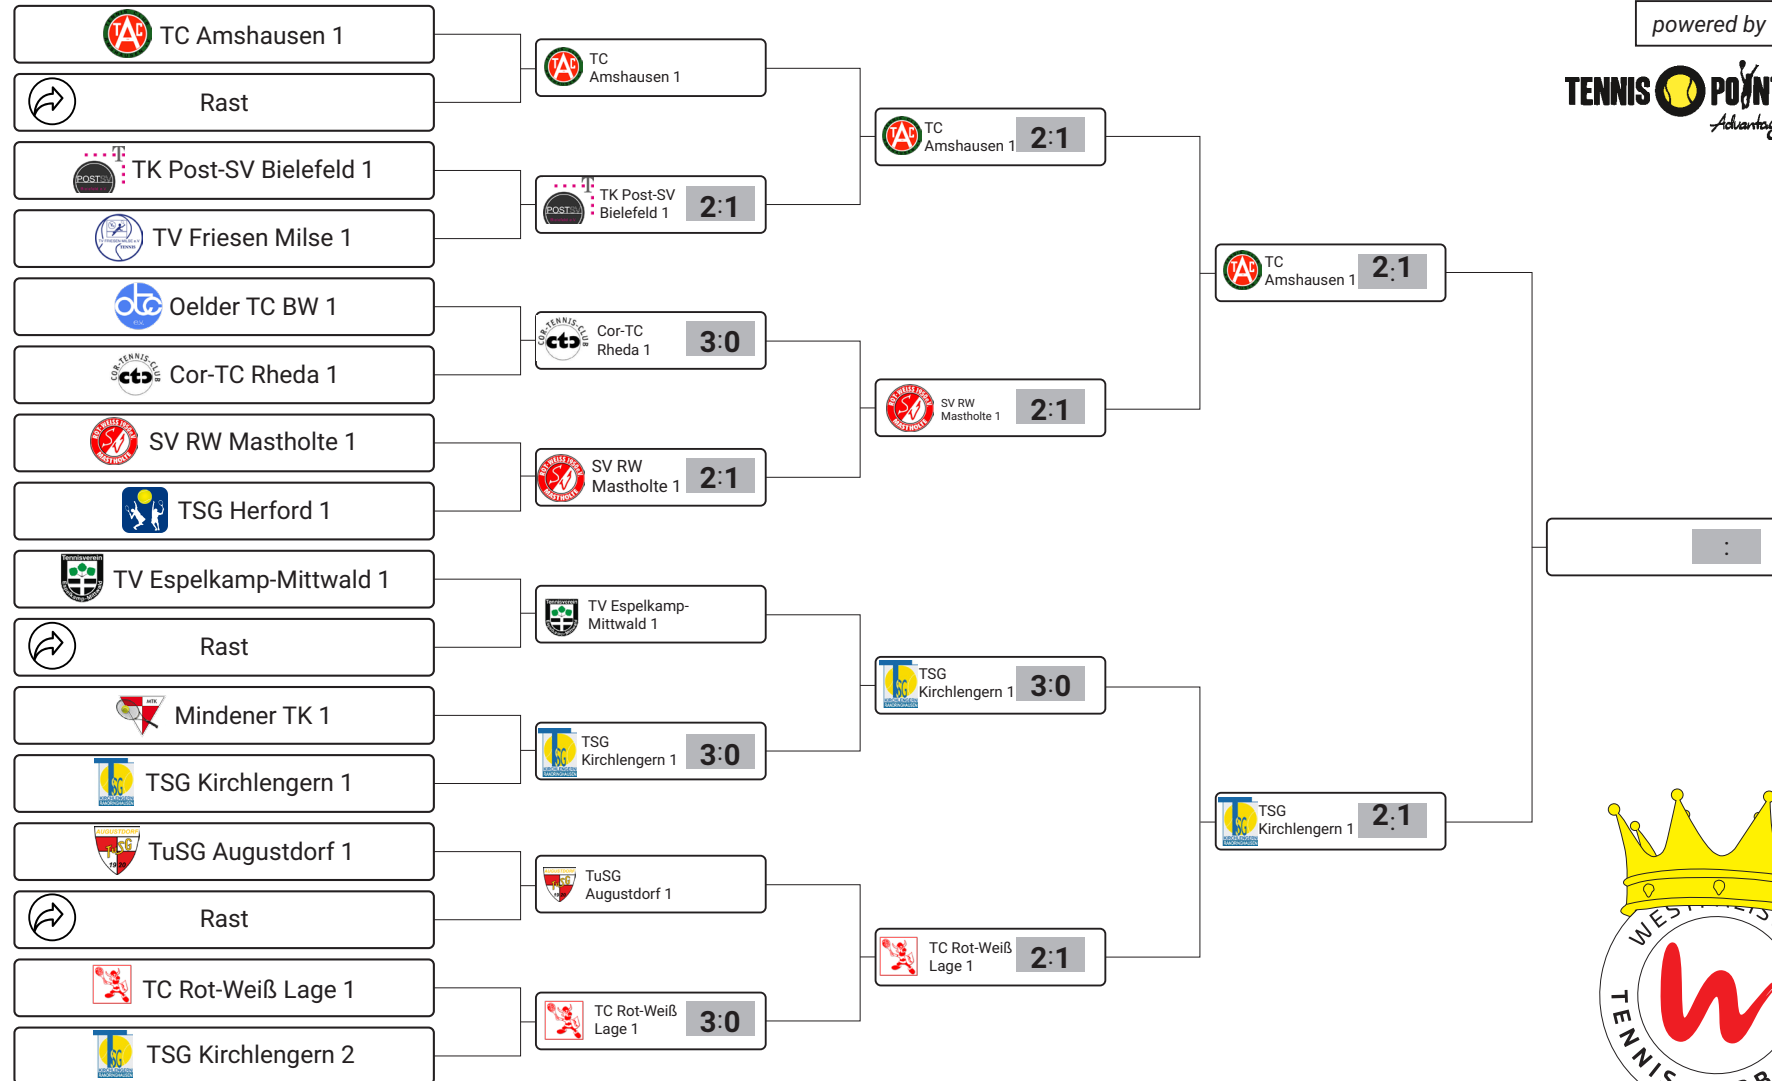 TC Amshausen 1
Rast
TK Post-SV Bielefeld 1
TV Friesen Milse 1
Oelder TC BW 1
Cor-TC Rheda 1
SV RW Mastholte 1
TSG Herford 1
TV Espelkamp-Mittwald 1
Rast
Mindener TK 1
TSG Kirchlengern 1
TuSG Augustdorf 1
Rast
TC Rot-Weiß Lage 1
TSG Kirchlengern 2
TC
Amshausen 1
TK Post-SV
Bielefeld 1
2:1
Cor-TC
Rheda 1
3:0
SV RW
Mastholte 1
2:1
TV Espelkamp-
Mittwald 1
TSG
Kirchlengern 1
3:0
TuSG
Augustdorf 1
TC Rot-Weiß
Lage 1
3:0
TC
Amshausen 1
2:1
SV RW
Mastholte 1
2:1
TSG
Kirchlengern 1
3:0
TC Rot-Weiß
Lage 1
2:1
TC
Amshausen 1
2:1
TSG
Kirchlengern 1
2:1
:
powered by
TENNIS POINT